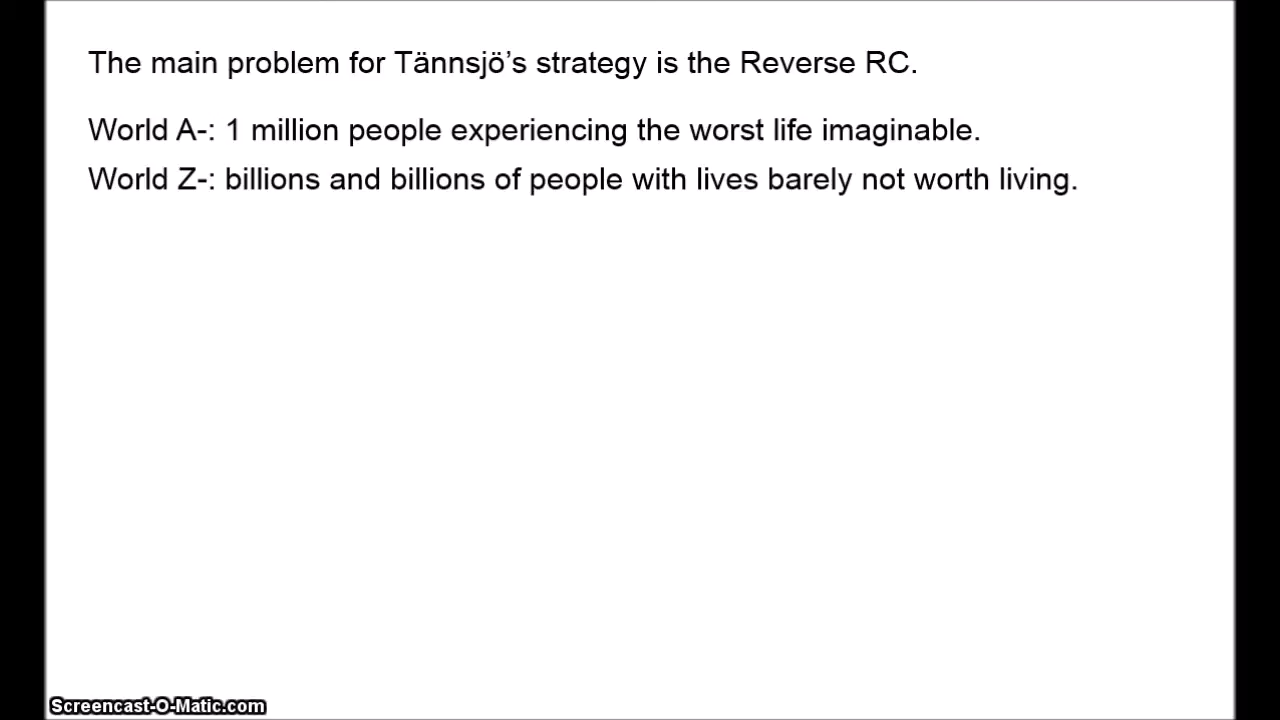 The main problem for Tännsjö’s strategy is the Reverse RC.
World A-: 1 million people experiencing the worst life imaginable.
World Z-: billions and billions of people with lives barely not worth living.
Screencast-O-Matic.com